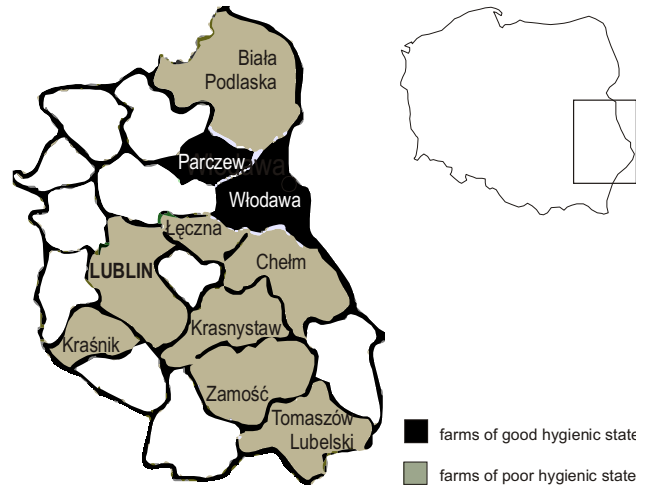 Biała
Podlaska
Parczew
Włodawa
Włodawa
Łęczna
LUBLIN
Chełm
Krasnystaw
Kraśnik
Zamość
Tomaszów
Lubelski
farms of good hygienic state
farms of poor hygienic state